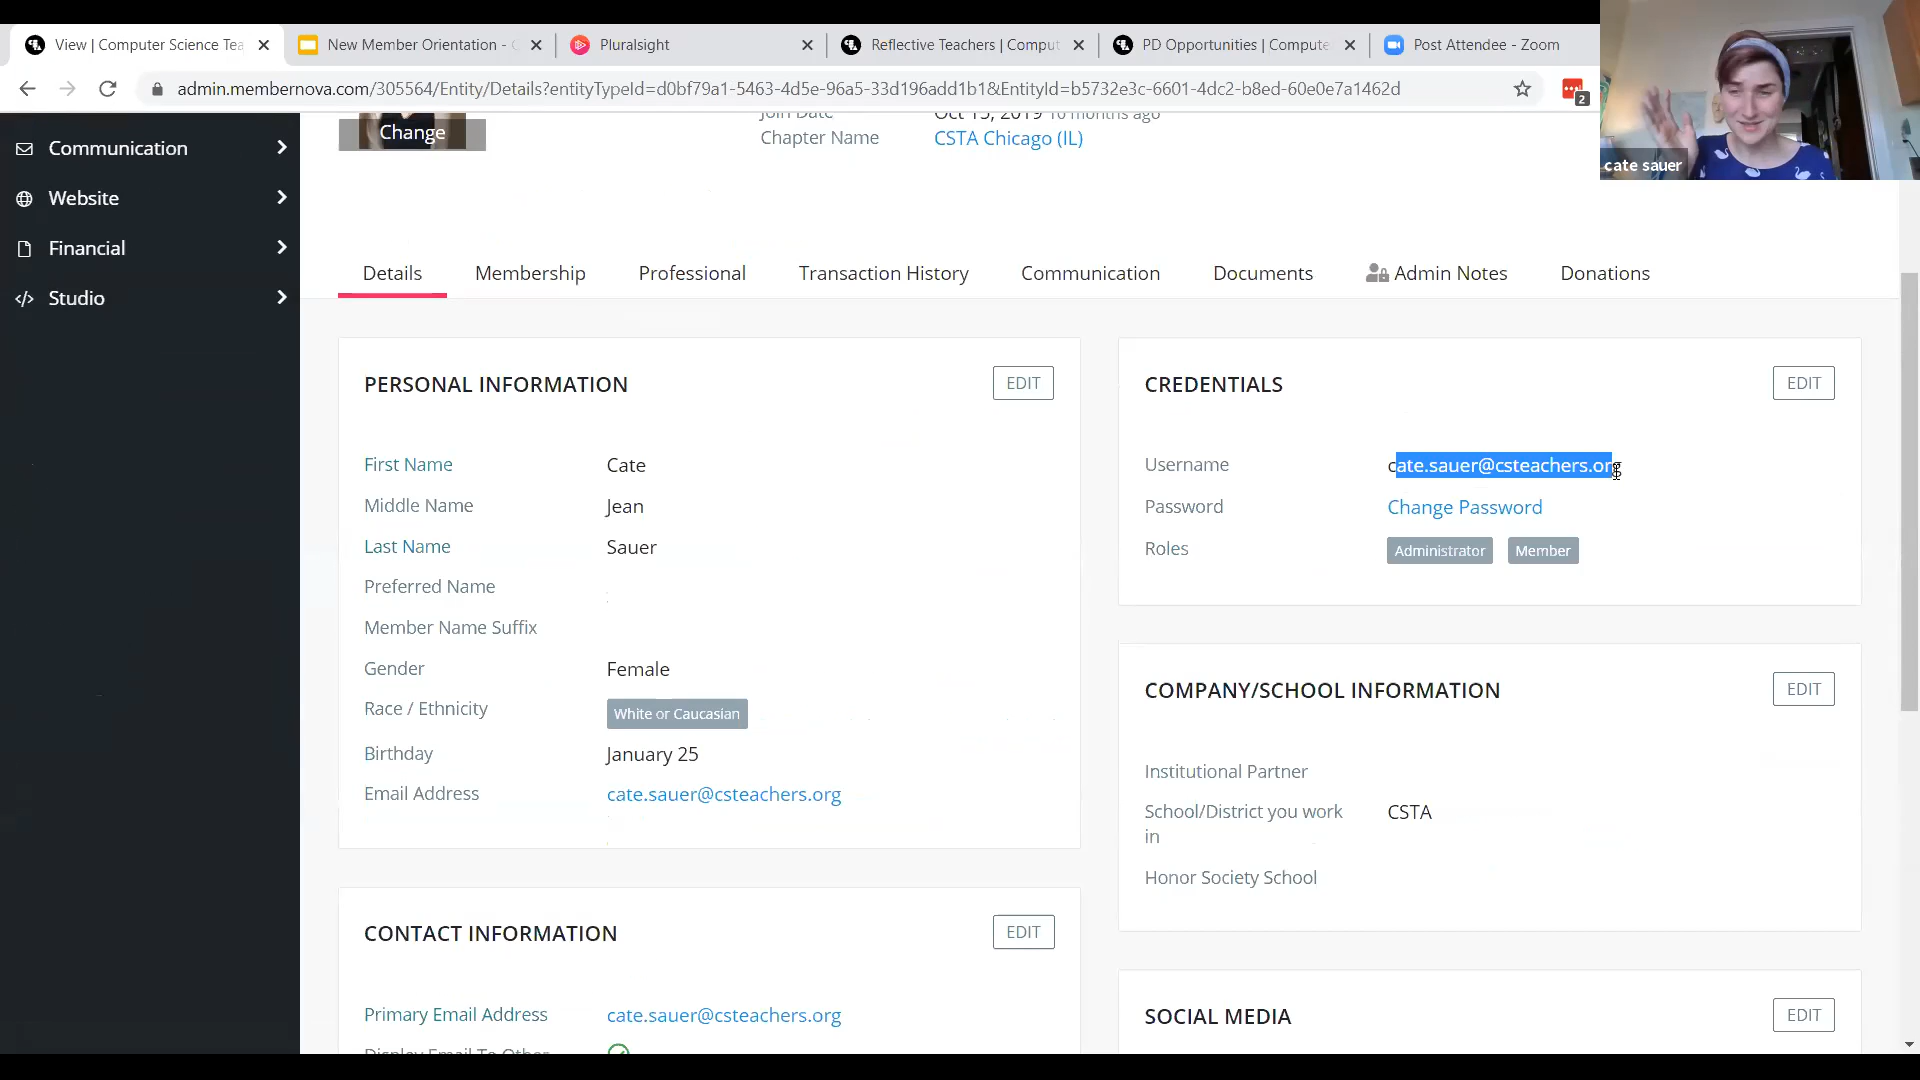 View | Computer Science Tea
New Member Orientation -
Pluralsight
Reflective Teachers | Comput
PD Opportunities | Compute
Post Attendee - Zoom
admin.membernova.com/305564/Entity/Details?entityTypeId=d0bf79a1-5463-4d5e-96a5-33d196add1b1&EntityId=b5732e3c-6601-4dc2-b8ed-60e0e7a1462d
2
cate sauer
Communication
Website
Financial
Studio
Change
Join Date Oct 15, 2019 10 months ago
Chapter Name CSTA Chicago (IL)
Details Membership Professional Transaction History Communication Documents Admin Notes Donations
PERSONAL INFORMATION EDIT
First Name Cate
Middle Name Jean
Last Name Sauer
Preferred Name
Member Name Suffix
Gender Female
Race / Ethnicity White or Caucasian
Birthday January 25
Email Address cate.sauer@csteachers.org
CONTACT INFORMATION EDIT
Primary Email Address cate.sauer@csteachers.org
Display Email To Other
CREDENTIALS EDIT
Username cate.sauer@csteachers.org
Password Change Password
Roles Administrator Member
COMPANY/SCHOOL INFORMATION EDIT
Institutional Partner
School/District you work CSTA
in
Honor Society School
SOCIAL MEDIA EDIT